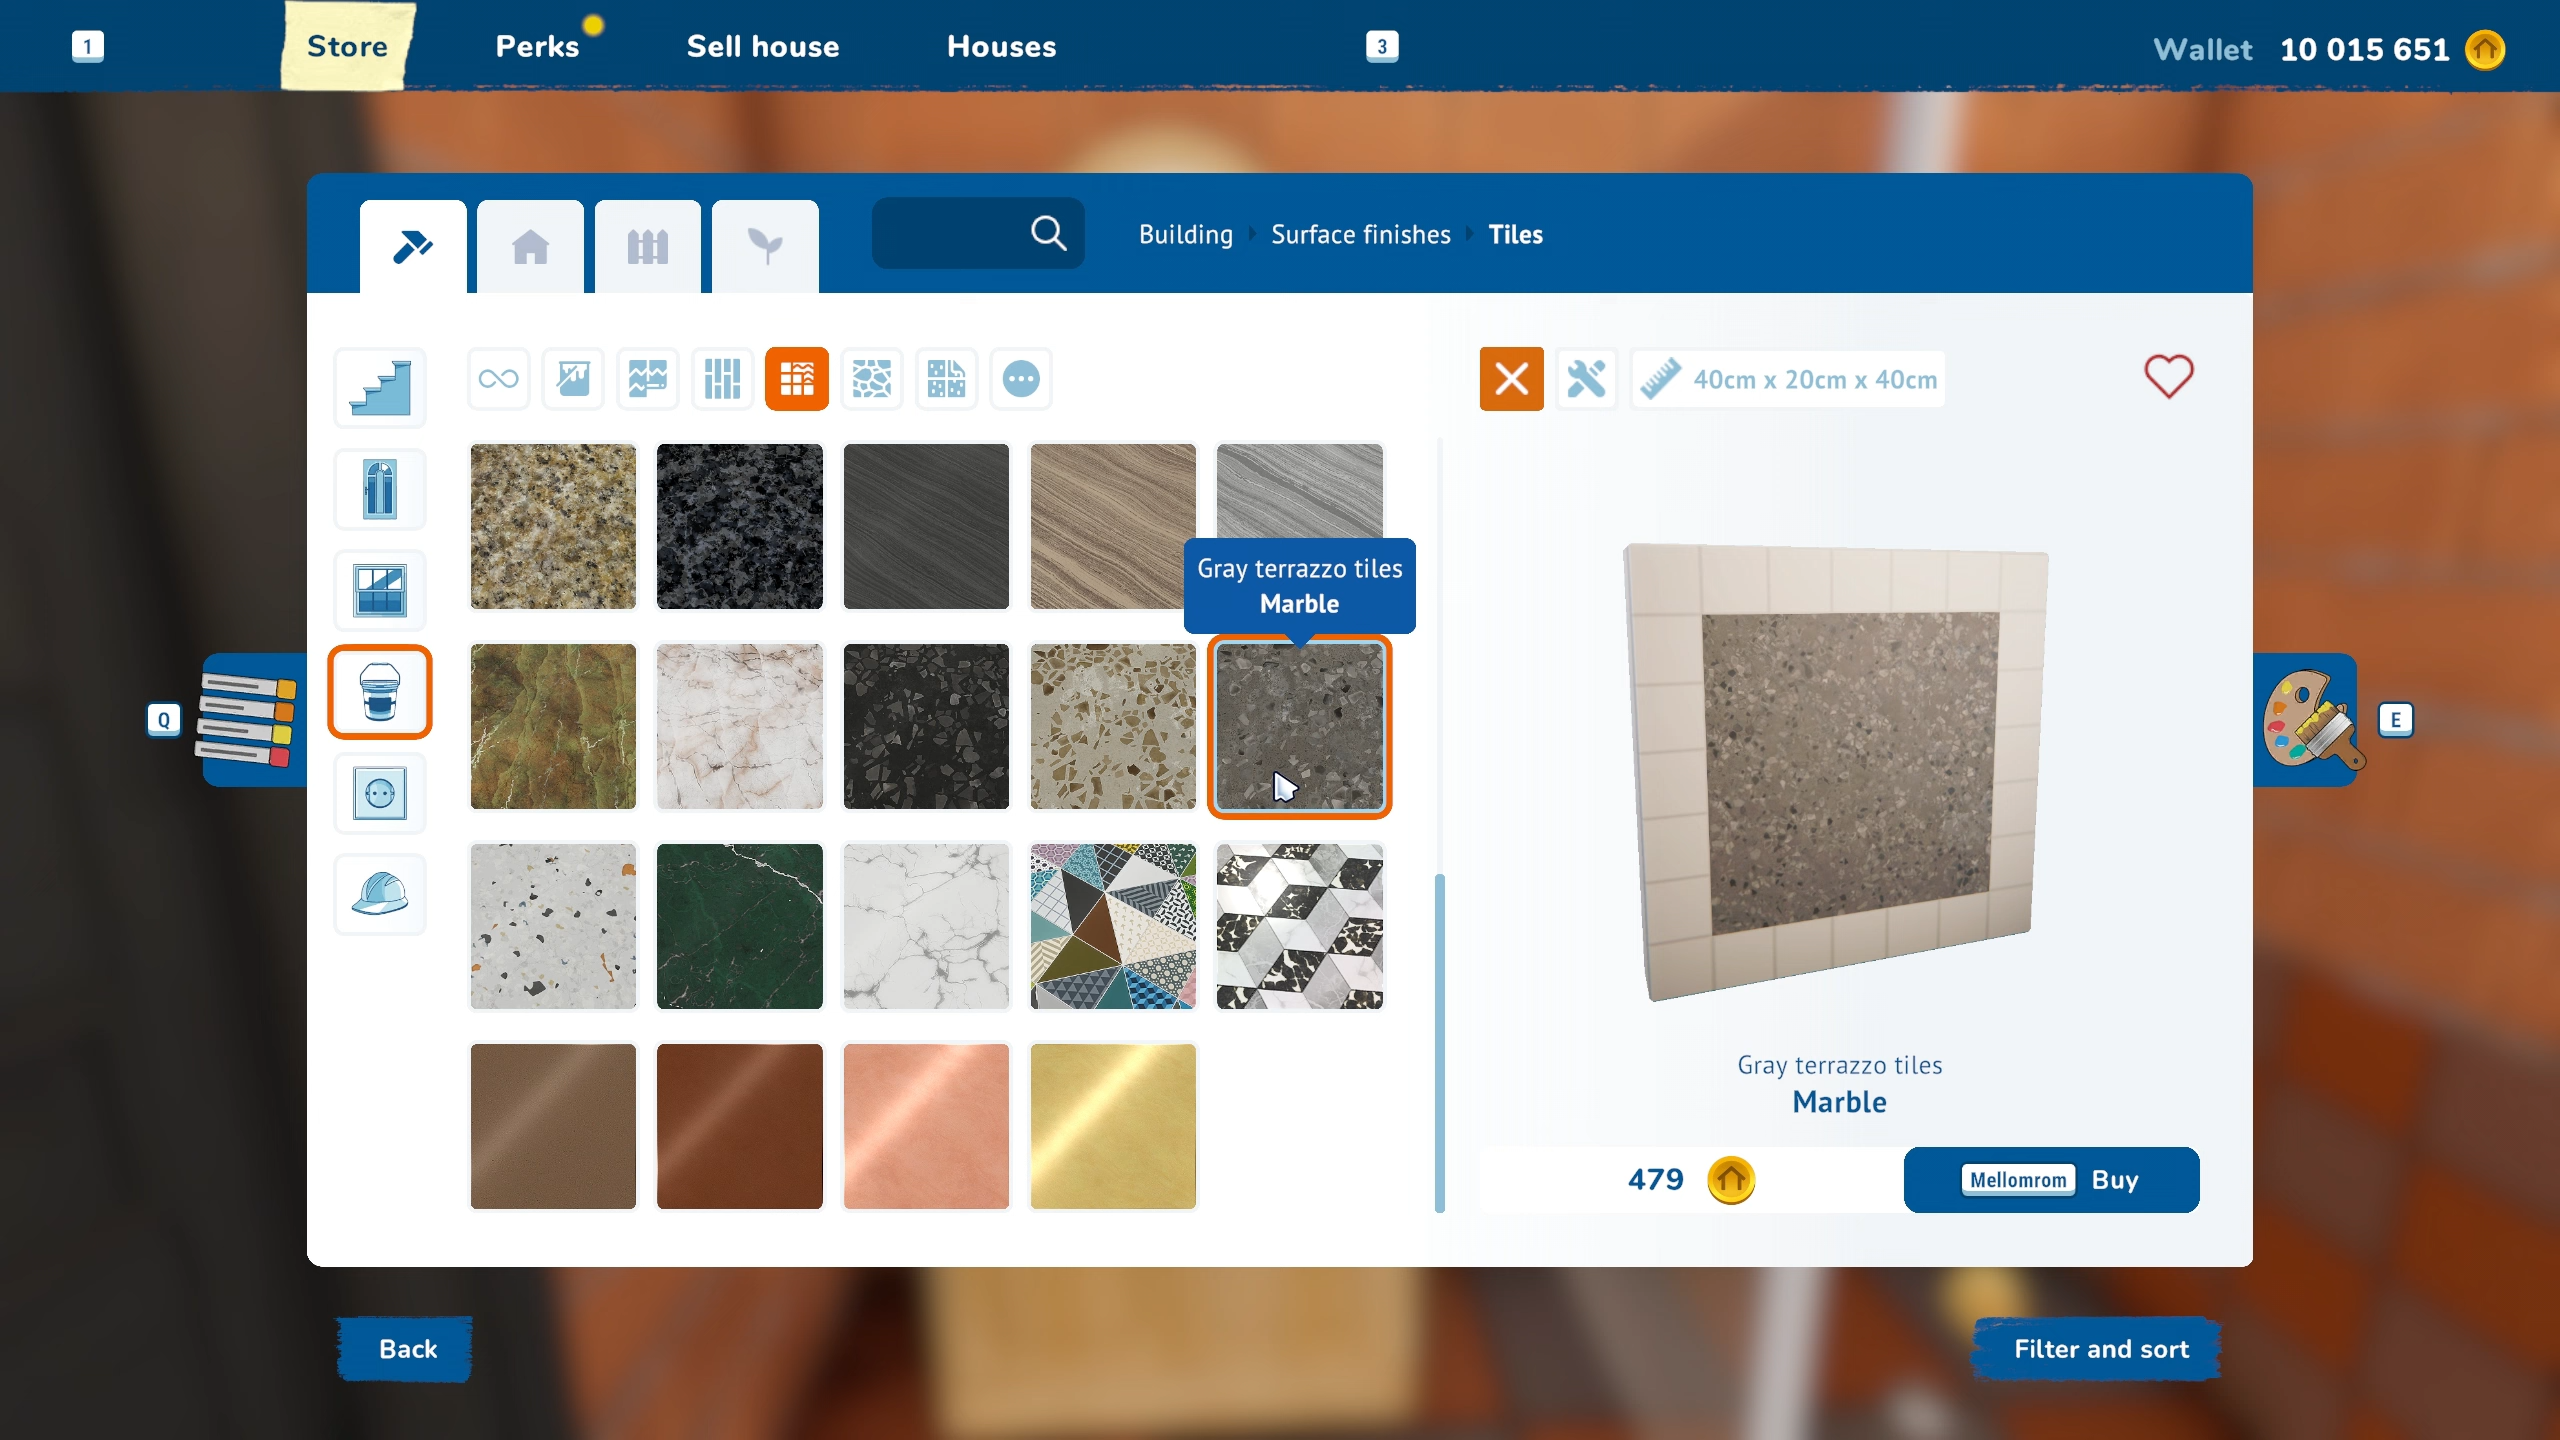 1
Store
Perks
Sell house
Houses
3
Wallet 10 015 651
Building
Surface finishes
Tiles
40cm x 20cm x 40cm
Gray terrazzo tiles
Marble
Q
E
Gray terrazzo tiles
Marble
479
Mellomrom Buy
Back
Filter and sort